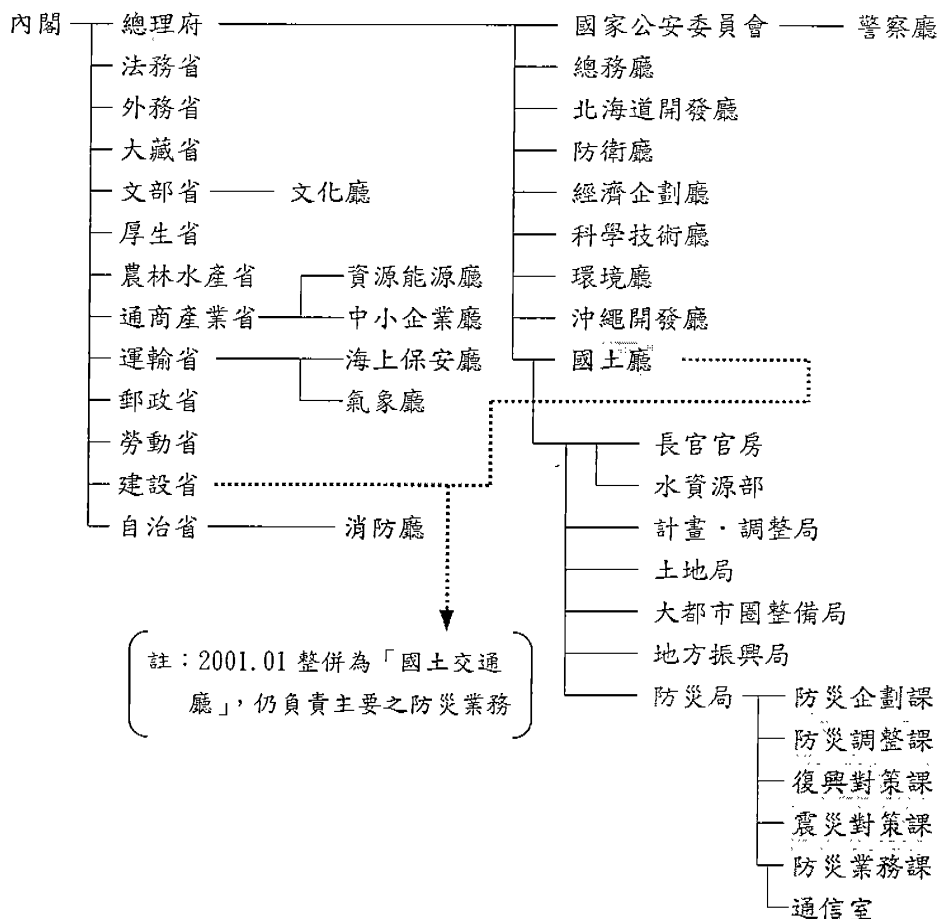 內閣 總理府 國家公安委員會 警察廳
法務省 總務廳
外務省 北海道開發廳
大藏省 防衛廳
文部省 文化廳 經濟企劃廳
厚生省 科學技術廳
農林水產省 資源能源廳 環境廳
通商產業省 中小企業廳 沖繩開發廳
運輸省 海上保安廳 國土廳
郵政省 氣象廳
勞動省 長官官房
建設省 水資源部
自治省 消防廳 計畫·調整局
土地局
大都市圈整備局
註：2001.01 整併為「國土交通 地方振興局
廳」，仍負責主要之防災業務 防災局 防災企劃課
防災調整課
復興對策課
震災對策課
防災業務課
通信室